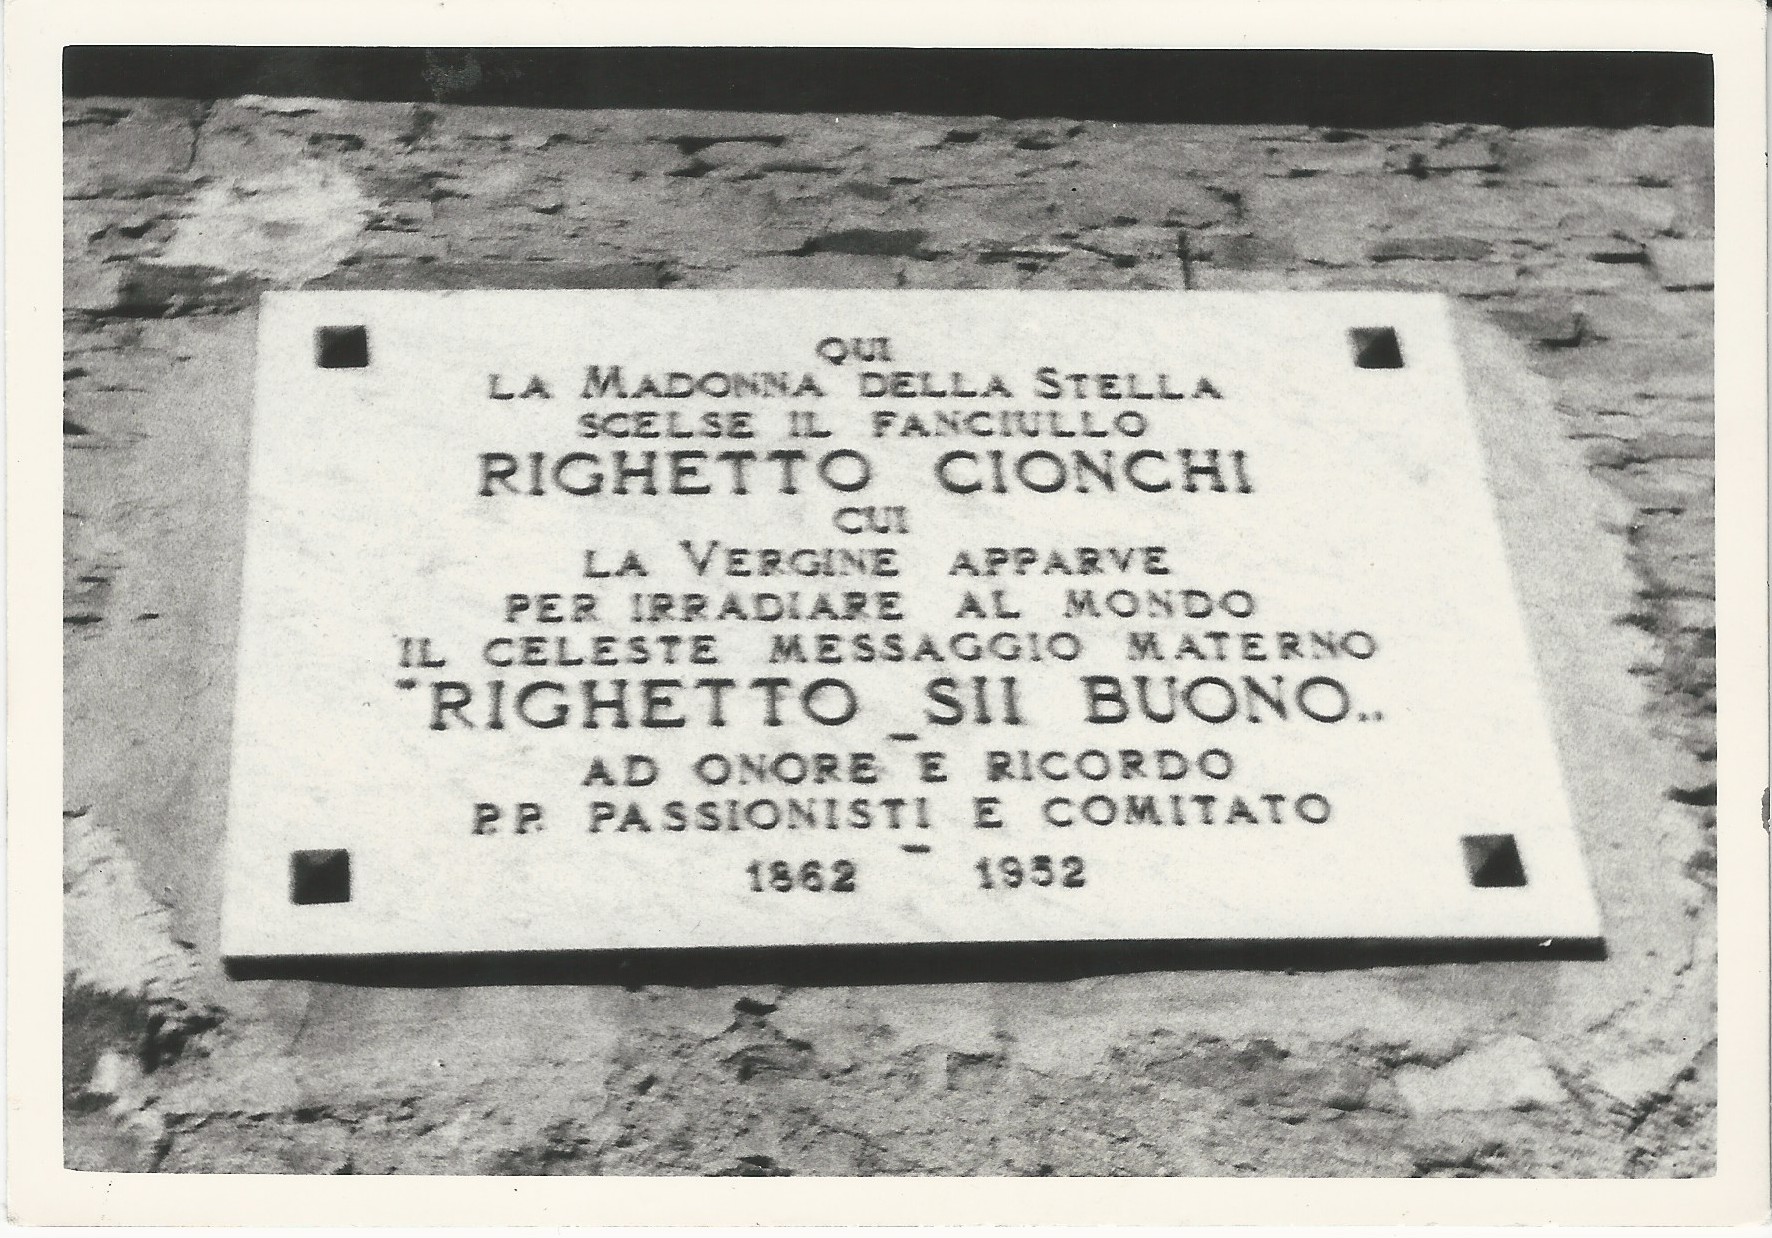 QUI
LA MADONNA DELLA STELLA
SCELSE IL FANCIULLO
RIGHETTO CIONCHI
CUI
LA VERGINE APPARVE
PER IRRADIARE AL MONDO
IL CELESTE MESSAGGIO MATERNO
"RIGHETTO SII BUONO„
—
AD ONORE E RICORDO
P.P. PASSIONISTI E COMITATO
—
1862 1952